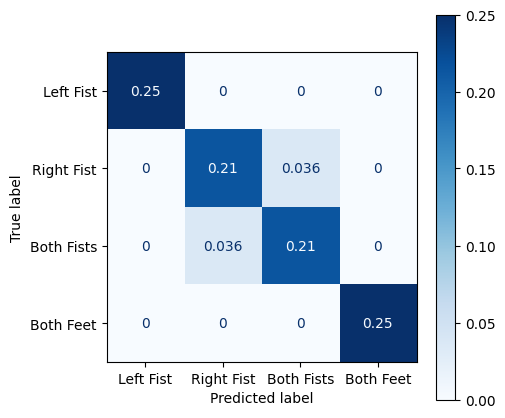 Left Fist 0.25 0 0 0
Right Fist 0 0.21 0.036 0
Both Fists 0 0.036 0.21 0
Both Feet 0 0 0 0.25
Left Fist Right Fist Both Fists Both Feet
Predicted label
True label
0.25
0.20
0.15
0.10
0.05
0.00